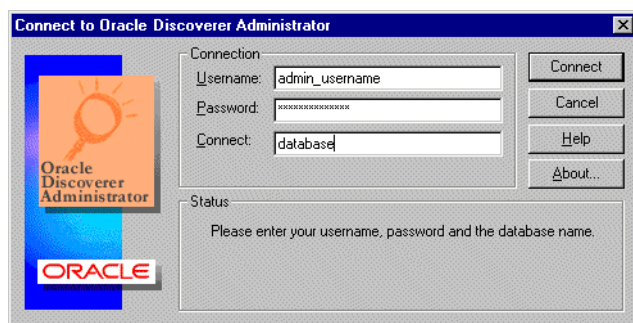 Connect to Oracle Discoverer Administrator
Connection
Username: admin_username
Password: xxxxxxxxxxxxxx
Connect: database
Connect
Cancel
Help
About...
Oracle
Discoverer
Administrator
ORACLE
Status
Please enter your username, password and the database name.